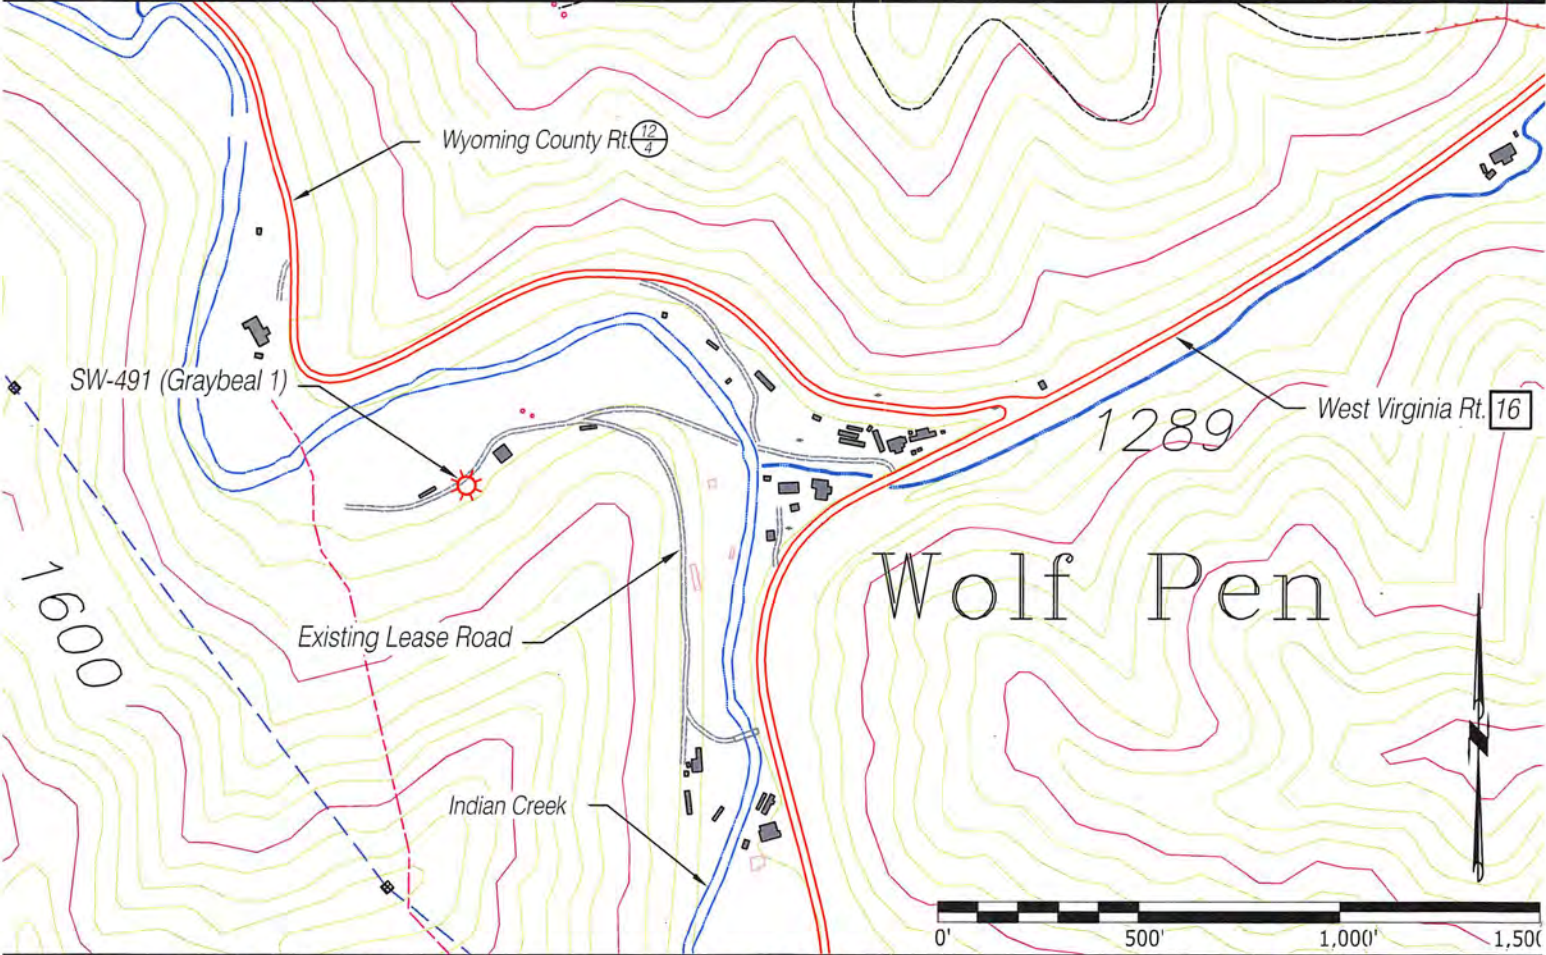 Wyoming County Rt. 12
4
SW-491 (Graybeal 1)
West Virginia Rt. 16
1289
Wolf Pen
1600
Existing Lease Road
Indian Creek
0' 500' 1,000' 1,500